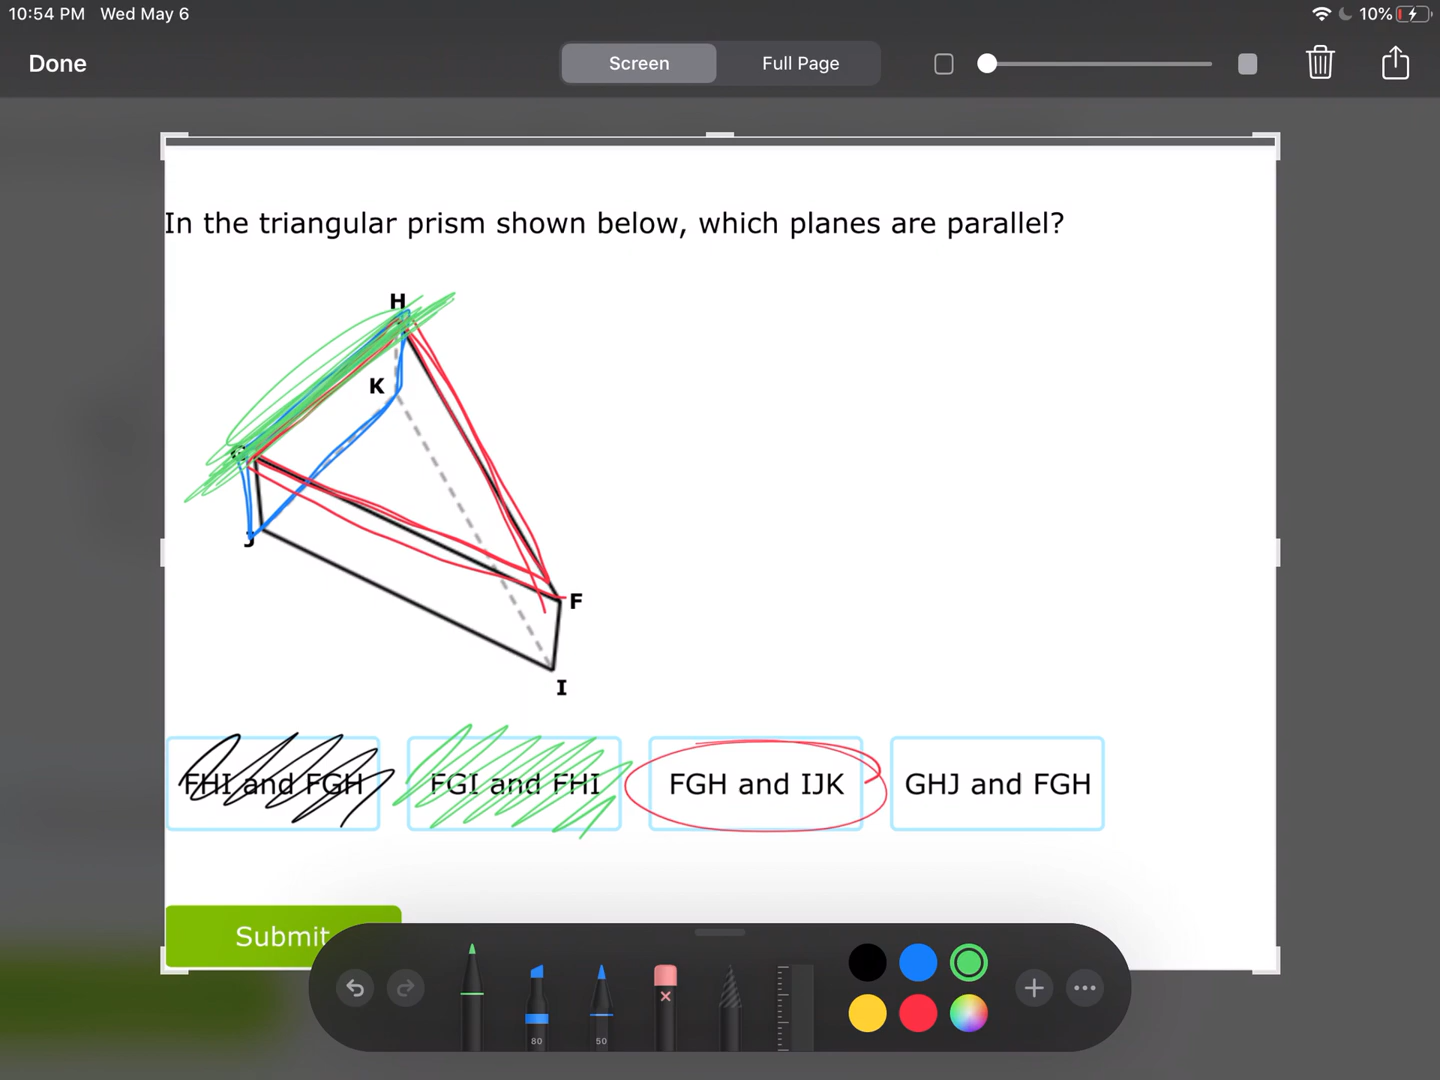 10:54 PM Wed May 6
10%
Done
Screen
Full Page
In the triangular prism shown below, which planes are parallel?
H
K
J
F
I
FHI and FGH
FGI and FHI
FGH and IJK
GHJ and FGH
Submit
80
50